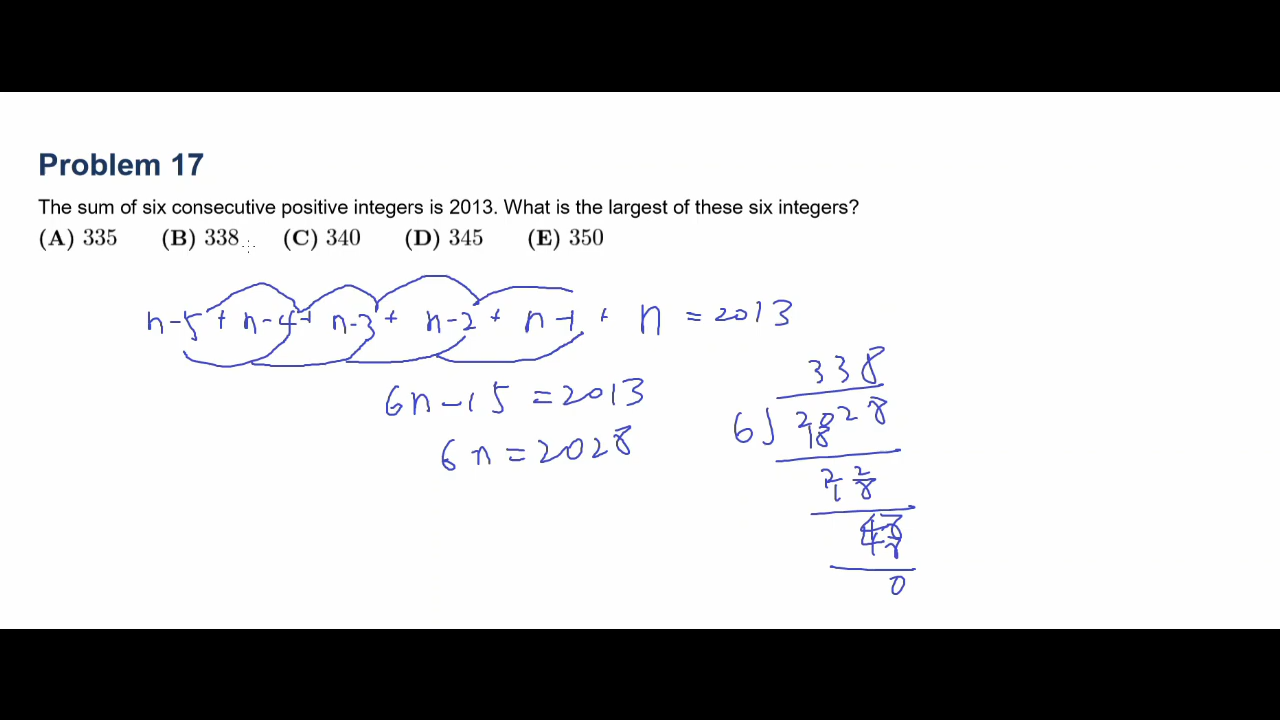 Problem 17
The sum of six consecutive positive integers is 2013. What is the largest of these six integers?
(A) 335 (B) 338 (C) 340 (D) 345 (E) 350
n-5 + n-4 + n-3 + n-2 + n-1 + n = 2013
6n-15 = 2013
6n = 2028
338
6 2028
18
22
18
48
48
0